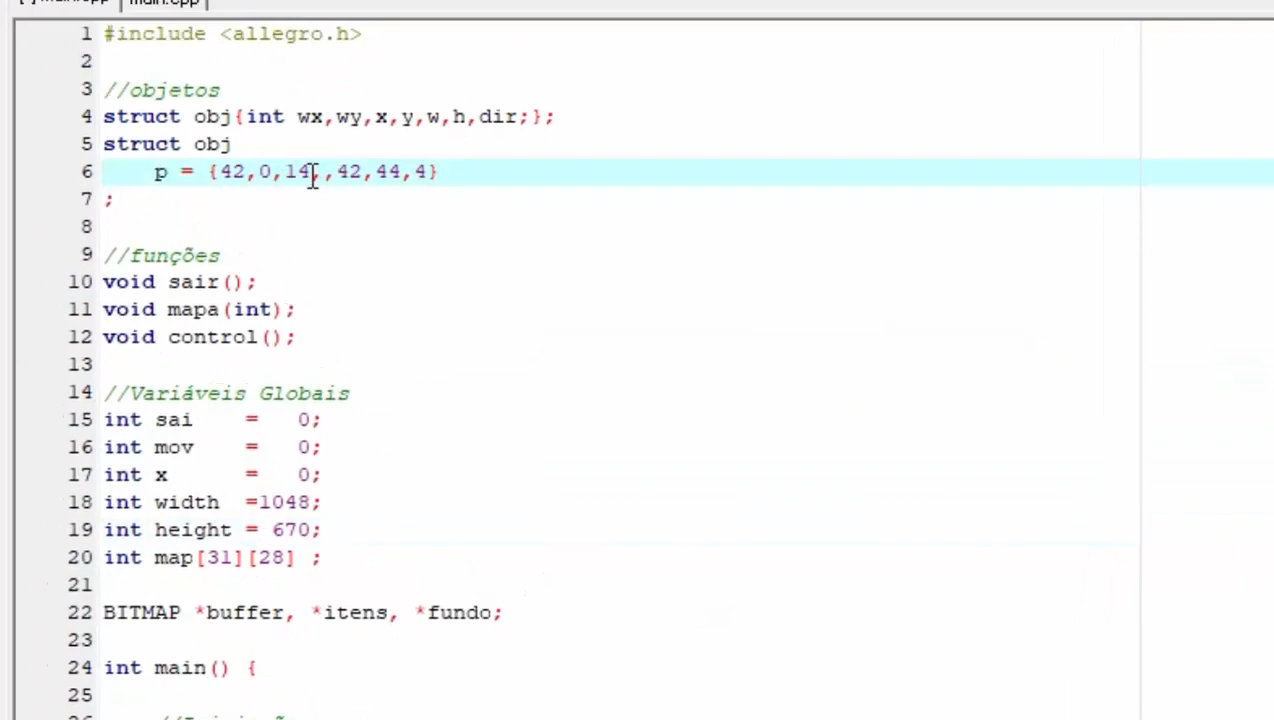 main.cpp
1 #include <allegro.h>
2
3 //objetos
4 struct obj{int wx,wy,x,y,w,h,dir;};
5 struct obj
6 p = {42,0,14,,42,44,4}
7 ;
8
9 //funções
10 void sair();
11 void mapa(int);
12 void control();
13
14 //Variáveis Globais
15 int sai = 0;
16 int mov = 0;
17 int x = 0;
18 int width =1048;
19 int height = 670;
20 int map[31][28] ;
21
22 BITMAP *buffer, *itens, *fundo;
23
24 int main() {
25